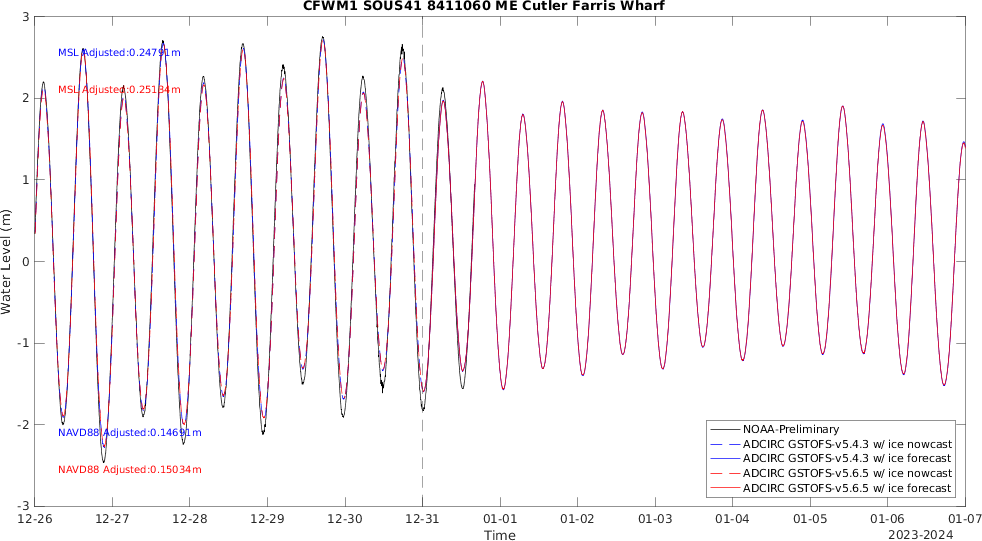 CFWM1 SOUS41 8411060 ME Cutler Farris Wharf
3
2
1
0
-1
-2
-3
Water Level (m)
MSL Adjusted:0.24791m
MSL Adjusted:0.25134m
NAVD88 Adjusted:0.14691m
NAVD88 Adjusted:0.15034m
NOAA-Preliminary
ADCIRC GSTOFS-v5.4.3 w/ ice nowcast
ADCIRC GSTOFS-v5.4.3 w/ ice forecast
ADCIRC GSTOFS-v5.6.5 w/ ice nowcast
ADCIRC GSTOFS-v5.6.5 w/ ice forecast
12-26 12-27 12-28 12-29 12-30 12-31 01-01 01-02 01-03 01-04 01-05 01-06 01-07
Time
2023-2024